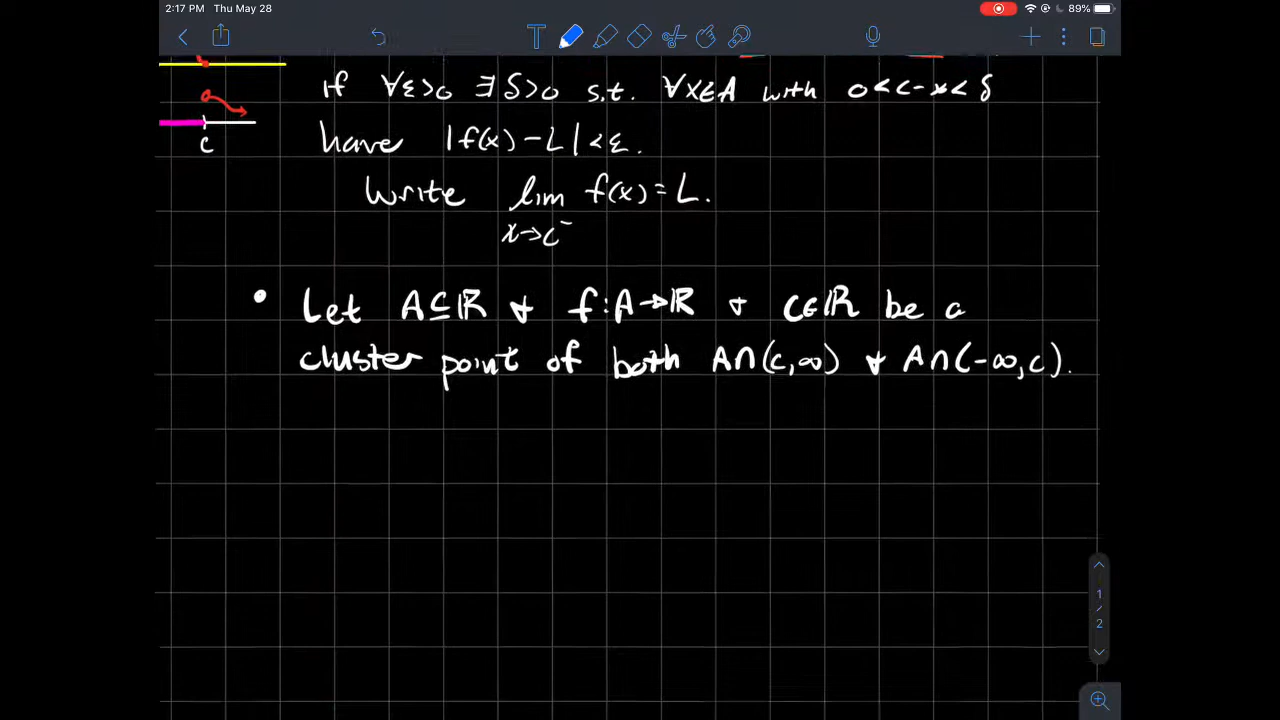 2:17 PM Thu May 28
89%
If ∀ε>0 ∃δ>0 s.t. ∀x∈A with 0<c-x<δ
have |f(x)-L|<ε.
c
Write lim f(x)=L.
x→c⁻
• Let A⊆ℝ & f:A→ℝ & c∈ℝ be a
cluster point of both A∩(c,∞) & A∩(-∞,c).
1
/
2